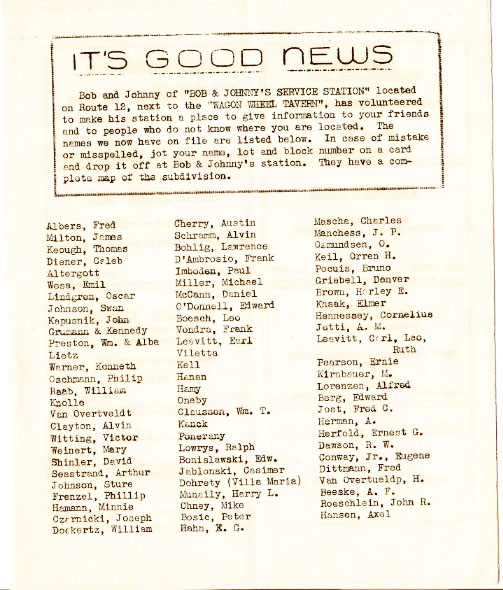 IT'S GOOD NEWS
Bob and Johnny of "BOB & JOHNNY'S SERVICE STATION" located
on Route 12, next to the "WAGON WHEEL TAVERN", has volunteered
to make his station a place to give information to your friends
and to people who do not know where you are located. The
names we now have on file are listed below. In case of mistake
or misspelled, jot your name, lot and block number on a card
and drop it off at Bob & Johnny's station. They have a com-
plete map of the subdivision.
Albers, Fred
Milton, James
Keough, Thomas
Diener, Caleb
Altergott
Wese, Emil
Lindgren, Oscar
Johnson, Swan
Kapusnik, John
Grumann & Kennedy
Preston, Wm. & Alba
Lietz
Warner, Kenneth
Oschmann, Philip
Raab, William
Knolle
Van Overtveldt
Clayton, Alvin
Witting, Victor
Weinert, Mary
Shinler, David
Seastrand, Arthur
Johnson, Sture
Frenzel, Phillip
Hamann, Minnie
Czernicki, Joseph
Dockertz, William
Cherry, Austin
Schramm, Alvin
Bohlig, Lawrence
D'Ambrosio, Frank
Imboden, Paul
Miller, Michael
McCann, Daniel
O'Donnell, Edward
Boesch, Leo
Vondra, Frank
Leavitt, Earl
Viletta
Kell
Hanan
Hamy
Oneby
Claussen, Wm. T.
Kanck
Pomerany
Lowrys, Ralph
Bonislawski, Edw.
Jablonski, Casimer
Dohrety (Villa Maria)
Munally, Harry L.
Chney, Mike
Bosic, Peter
Hahn, E. G.
Mascha, Charles
Manchess, J. P.
Osmundsen, O.
Keil, Orren H.
Pocuis, Bruno
Griebell, Denver
Brown, Harley E.
Knaak, Elmer
Hennessey, Cornelius
Jutti, A. M.
Leavitt, Carl, Leo,
Ruth
Pearson, Ernie
Kirnbauer, M.
Lorenzen, Alfred
Berg, Edward
Jost, Fred C.
Herman, A.
Herfold, Ernest G.
Dawson, R. W.
Conway, Jr., Eugene
Dittmann, Fred
Van Overtueldp, H.
Beeske, A. F.
Roeschlein, John R.
Hansen, Axel